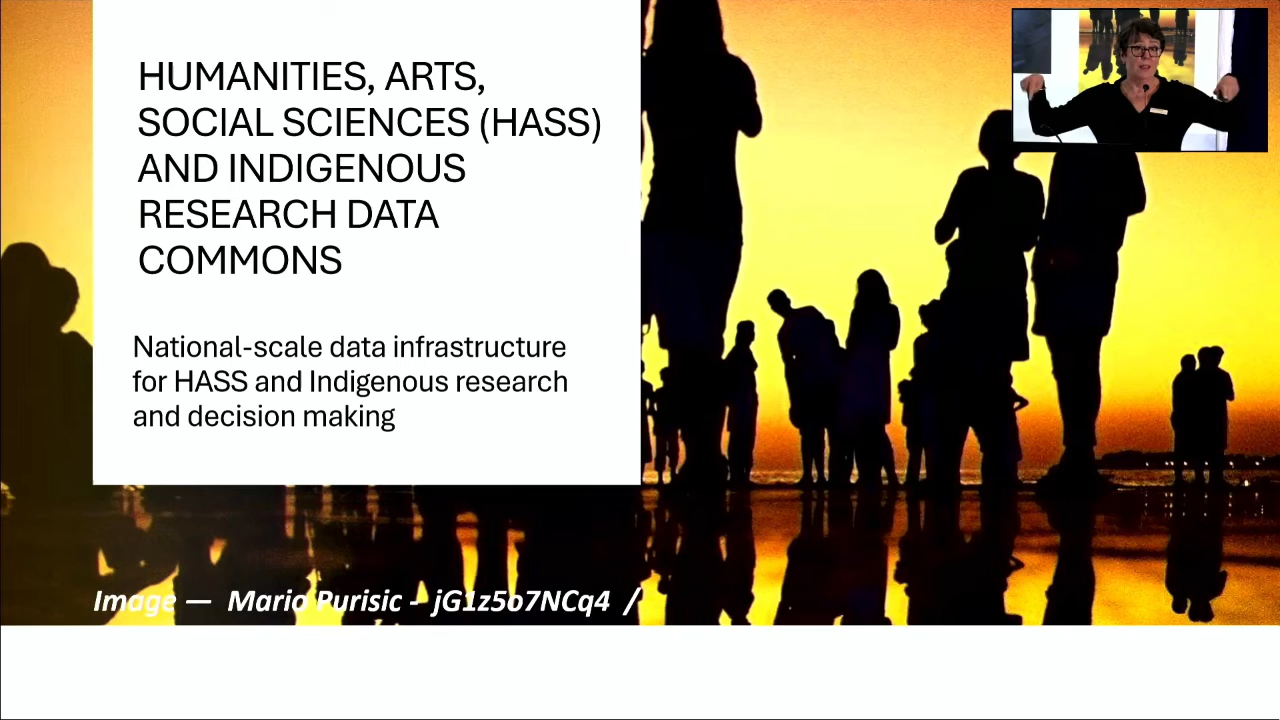 HUMANITIES, ARTS,
SOCIAL SCIENCES (HASS)
AND INDIGENOUS
RESEARCH DATA
COMMONS
National-scale data infrastructure
for HASS and Indigenous research
and decision making
Image — Mario Purisic - jG1z5o7NCq4 /